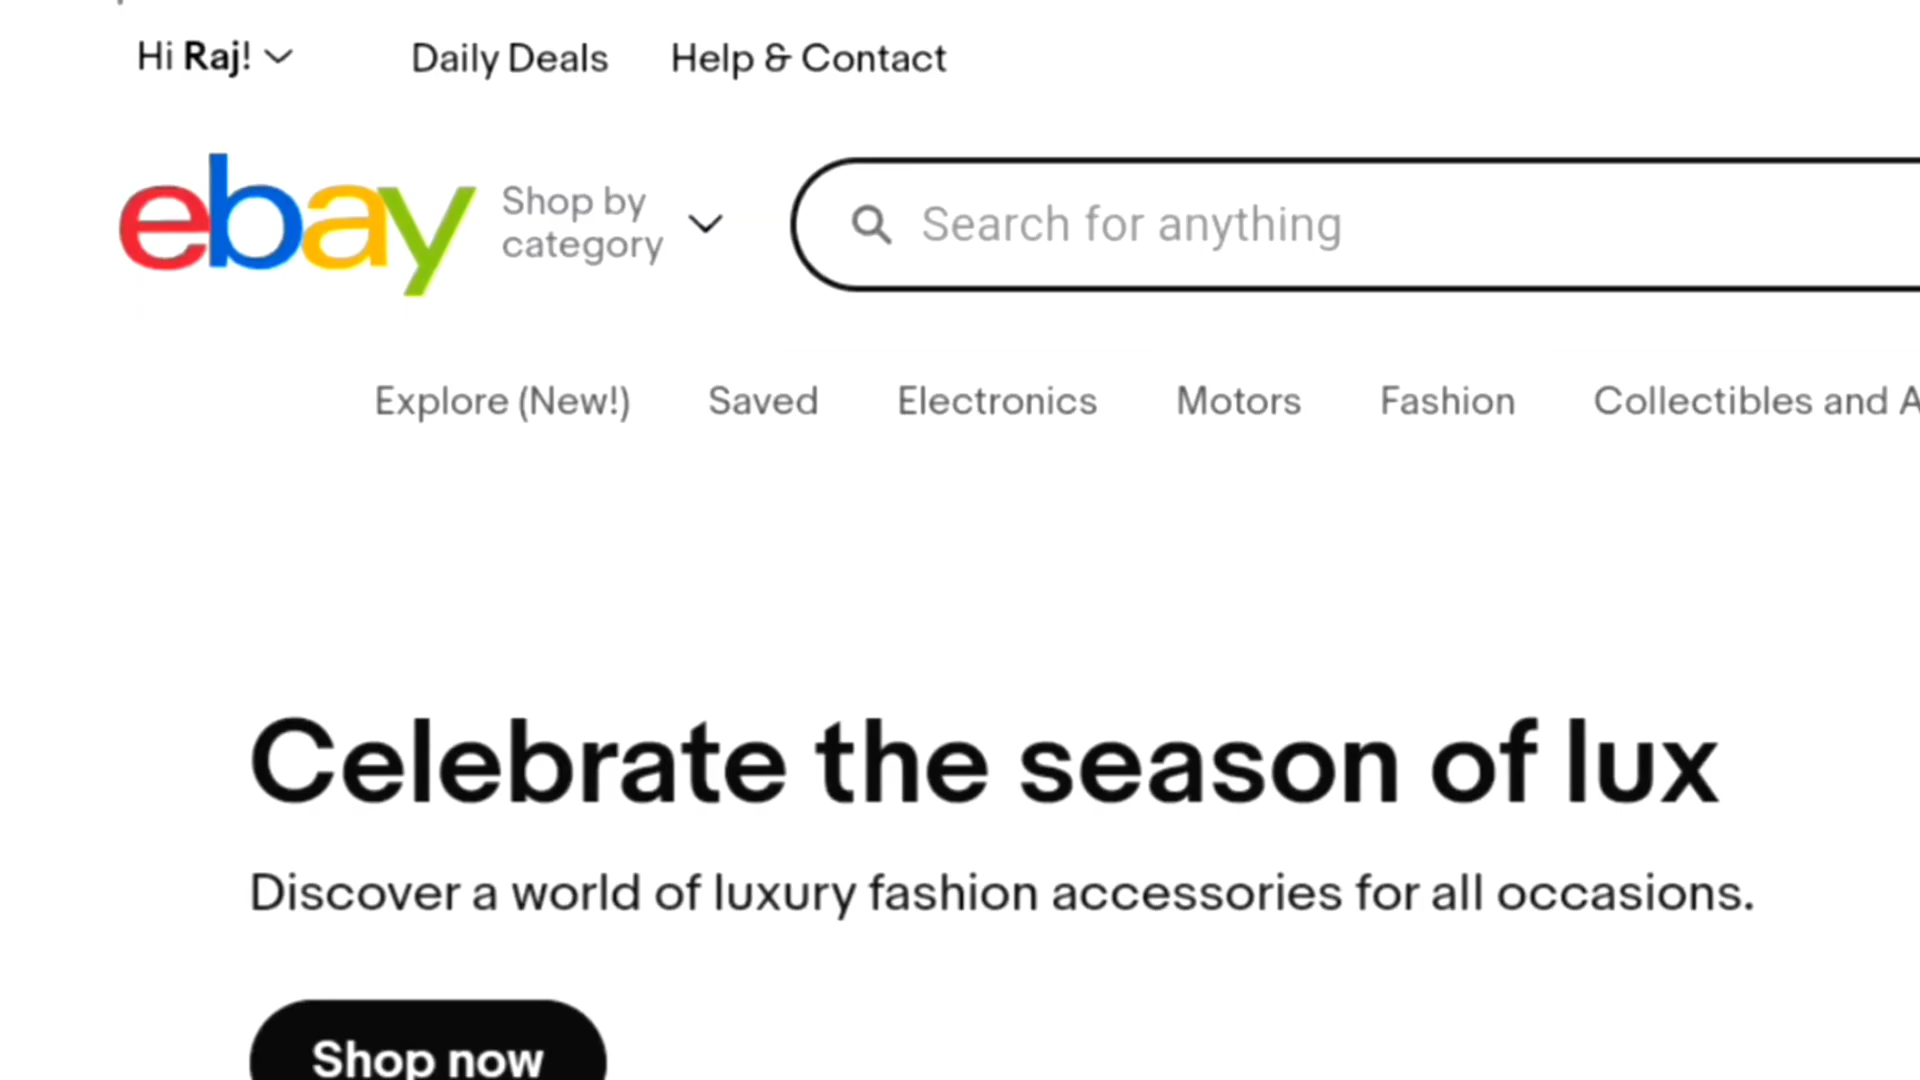 Hi Raj! Daily Deals Help & Contact
ebay Shop by category Search for anything
Explore (New!) Saved Electronics Motors Fashion Collectibles and A
Celebrate the season of lux
Discover a world of luxury fashion accessories for all occasions.
Shop now